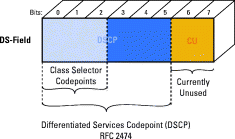 Bits: 0 1 2 3 4 5 6 7
DS-Field DSCP CU
Class Selector
Codepoints
Currently
Unused
Differentiated Services Codepoint (DSCP)
RFC 2474